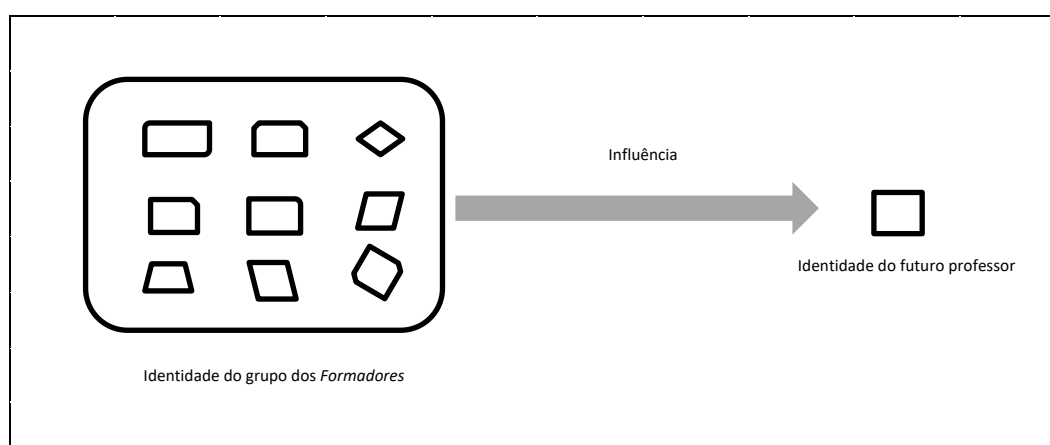 Influência
Identidade do futuro professor
Identidade do grupo dos Formadores